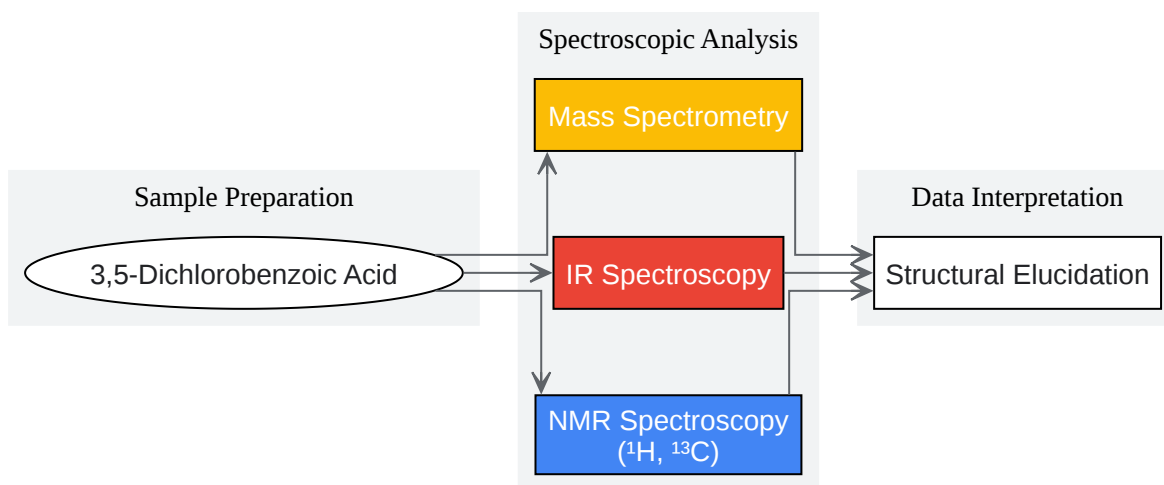 Spectroscopic Analysis
Mass Spectrometry
Sample Preparation
3,5-Dichlorobenzoic Acid
IR Spectroscopy
NMR Spectroscopy
(¹H, ¹³C)
Data Interpretation
Structural Elucidation